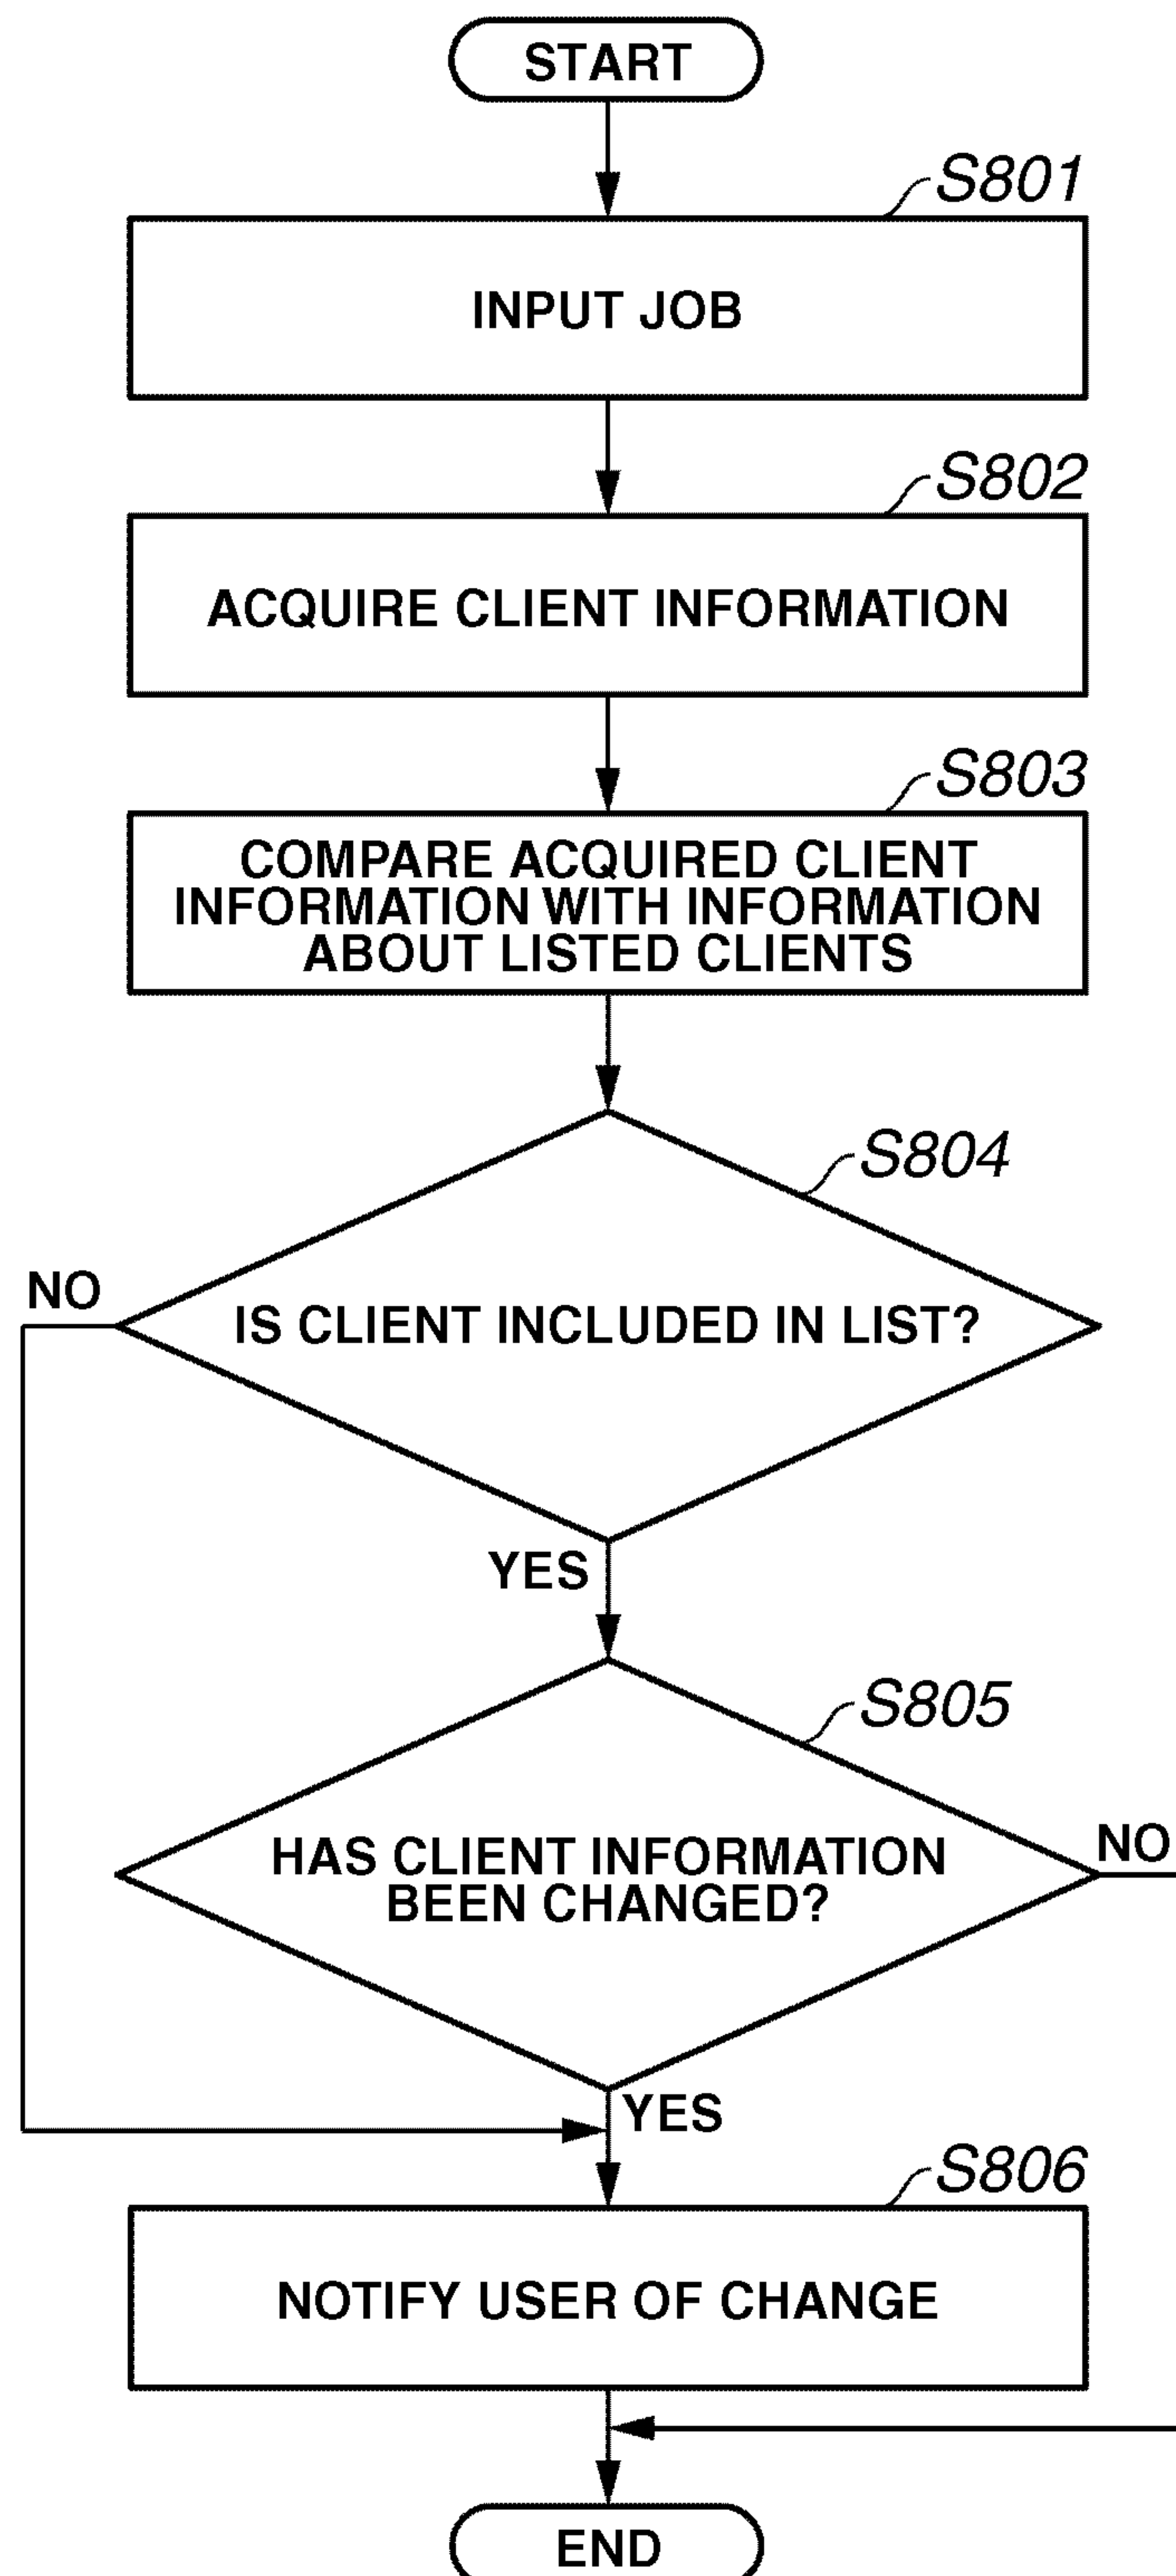 START
S801
INPUT JOB
S802
ACQUIRE CLIENT INFORMATION
S803
COMPARE ACQUIRED CLIENT
INFORMATION WITH INFORMATION
ABOUT LISTED CLIENTS
S804
NO
IS CLIENT INCLUDED IN LIST?
YES
S805
NO
HAS CLIENT INFORMATION
BEEN CHANGED?
YES
S806
NOTIFY USER OF CHANGE
END